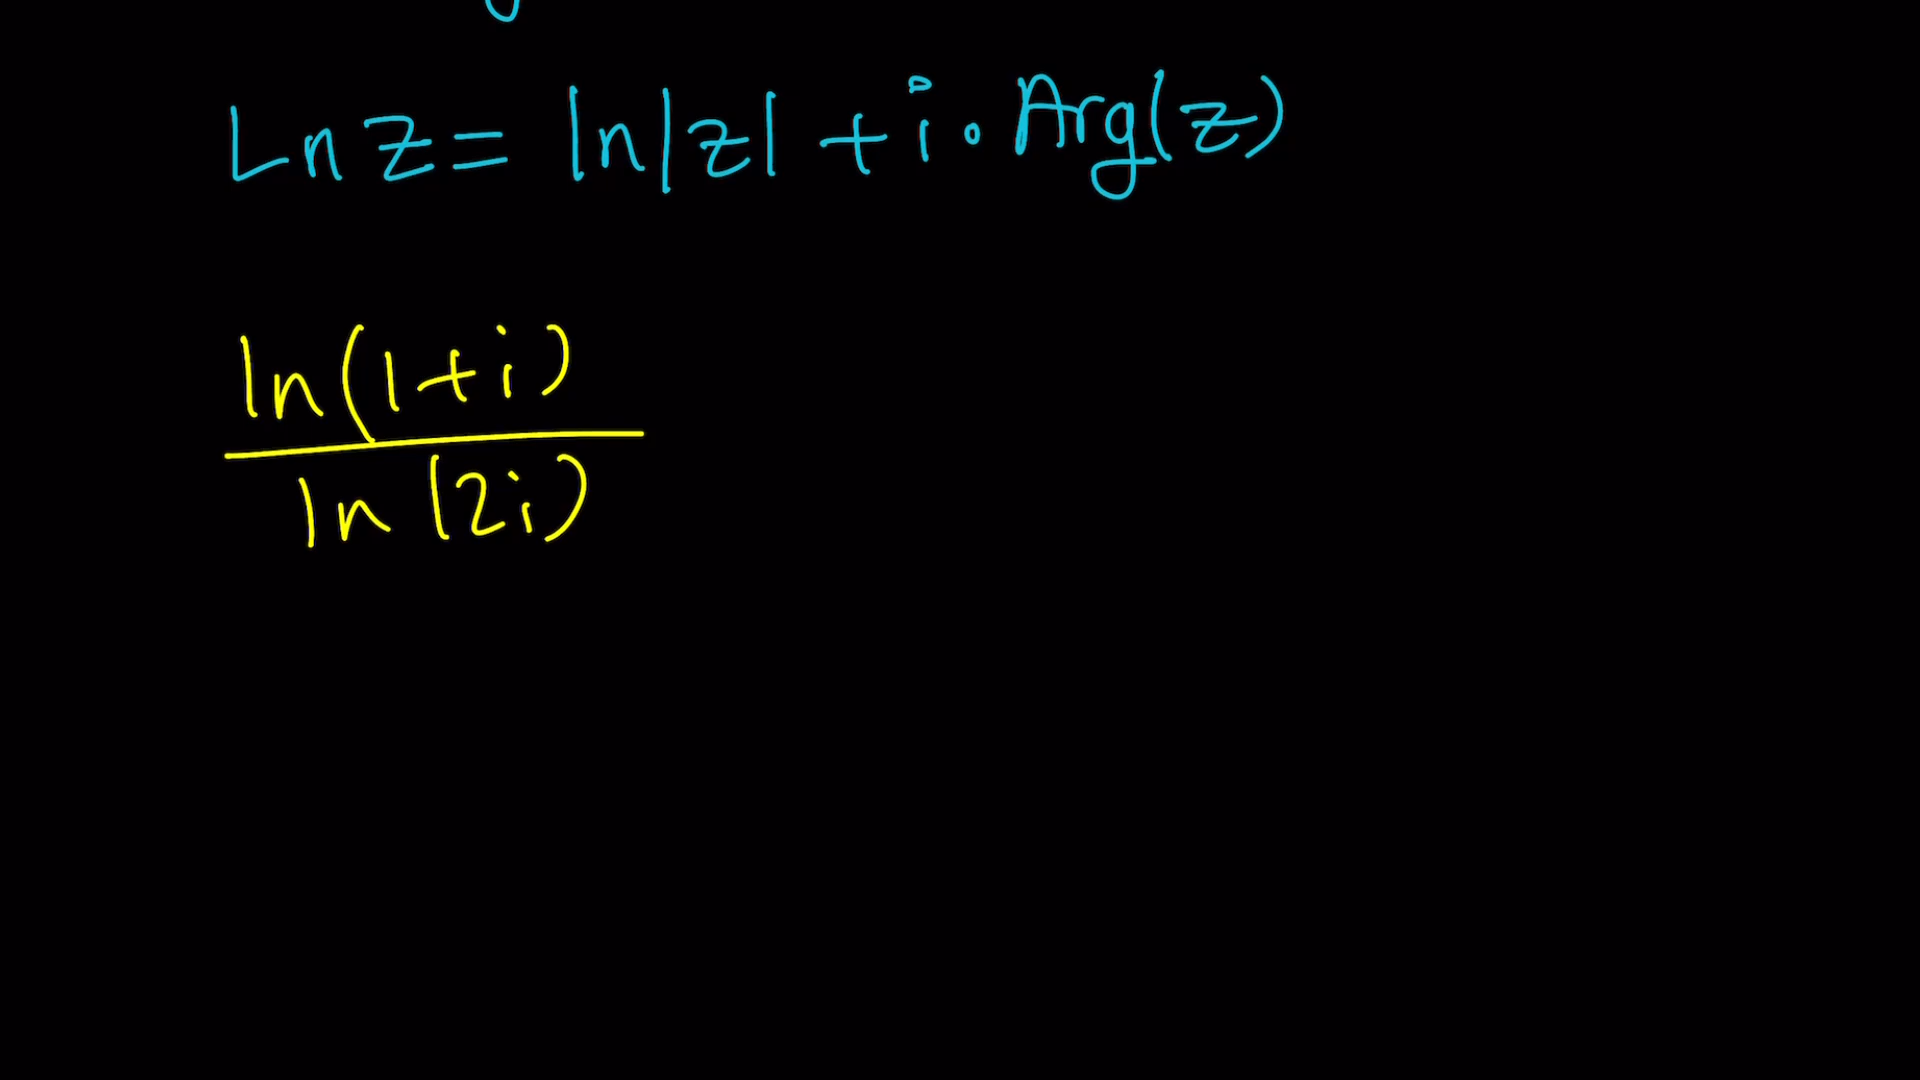 Ln z = ln|z| + i · Arg(z)
ln(1+i)
ln(2i)